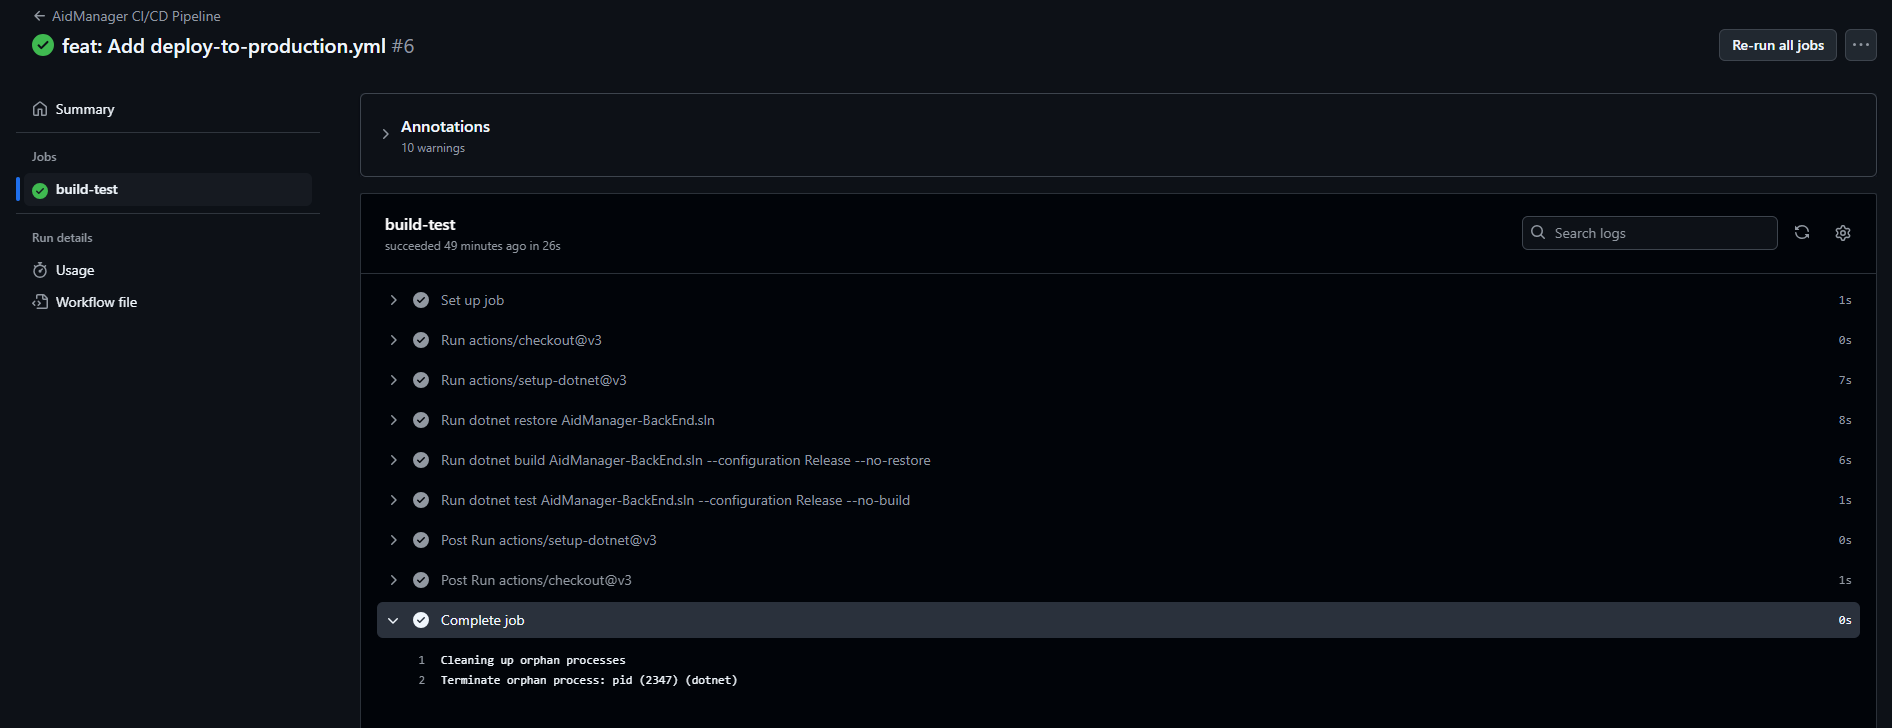 AidManager CI/CD Pipeline
feat: Add deploy-to-production.yml #6
Re-run all jobs
Summary
Jobs
build-test
Run details
Usage
Workflow file
Annotations
10 warnings
build-test
succeeded 49 minutes ago in 26s
Search logs
Set up job 1s
Run actions/checkout@v3 0s
Run actions/setup-dotnet@v3 7s
Run dotnet restore AidManager-BackEnd.sln 8s
Run dotnet build AidManager-BackEnd.sln --configuration Release --no-restore 6s
Run dotnet test AidManager-BackEnd.sln --configuration Release --no-build 1s
Post Run actions/setup-dotnet@v3 0s
Post Run actions/checkout@v3 1s
Complete job 0s
1 Cleaning up orphan processes
2 Terminate orphan process: pid (2347) (dotnet)